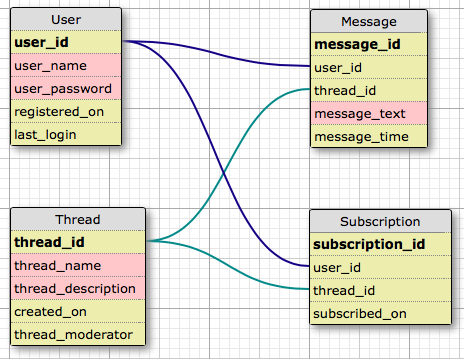 User
user_id
user_name
user_password
registered_on
last_login
Message
message_id
user_id
thread_id
message_text
message_time
Thread
thread_id
thread_name
thread_description
created_on
thread_moderator
Subscription
subscription_id
user_id
thread_id
subscribed_on